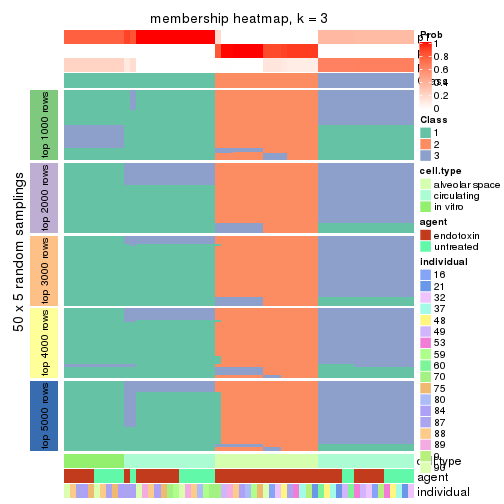 membership heatmap, k = 3
50 x 5 random samplings
top 1000 rows
top 2000 rows
top 3000 rows
top 4000 rows
top 5000 rows
cell.type
agent
individual
Prob
1
0.8
0.6
0.4
0.2
0
Class
1
2
3
cell.type
alveolar space
circulating
in vitro
agent
endotoxin
untreated
individual
16
21
32
37
48
49
53
59
60
70
75
80
84
87
88
89
9
90